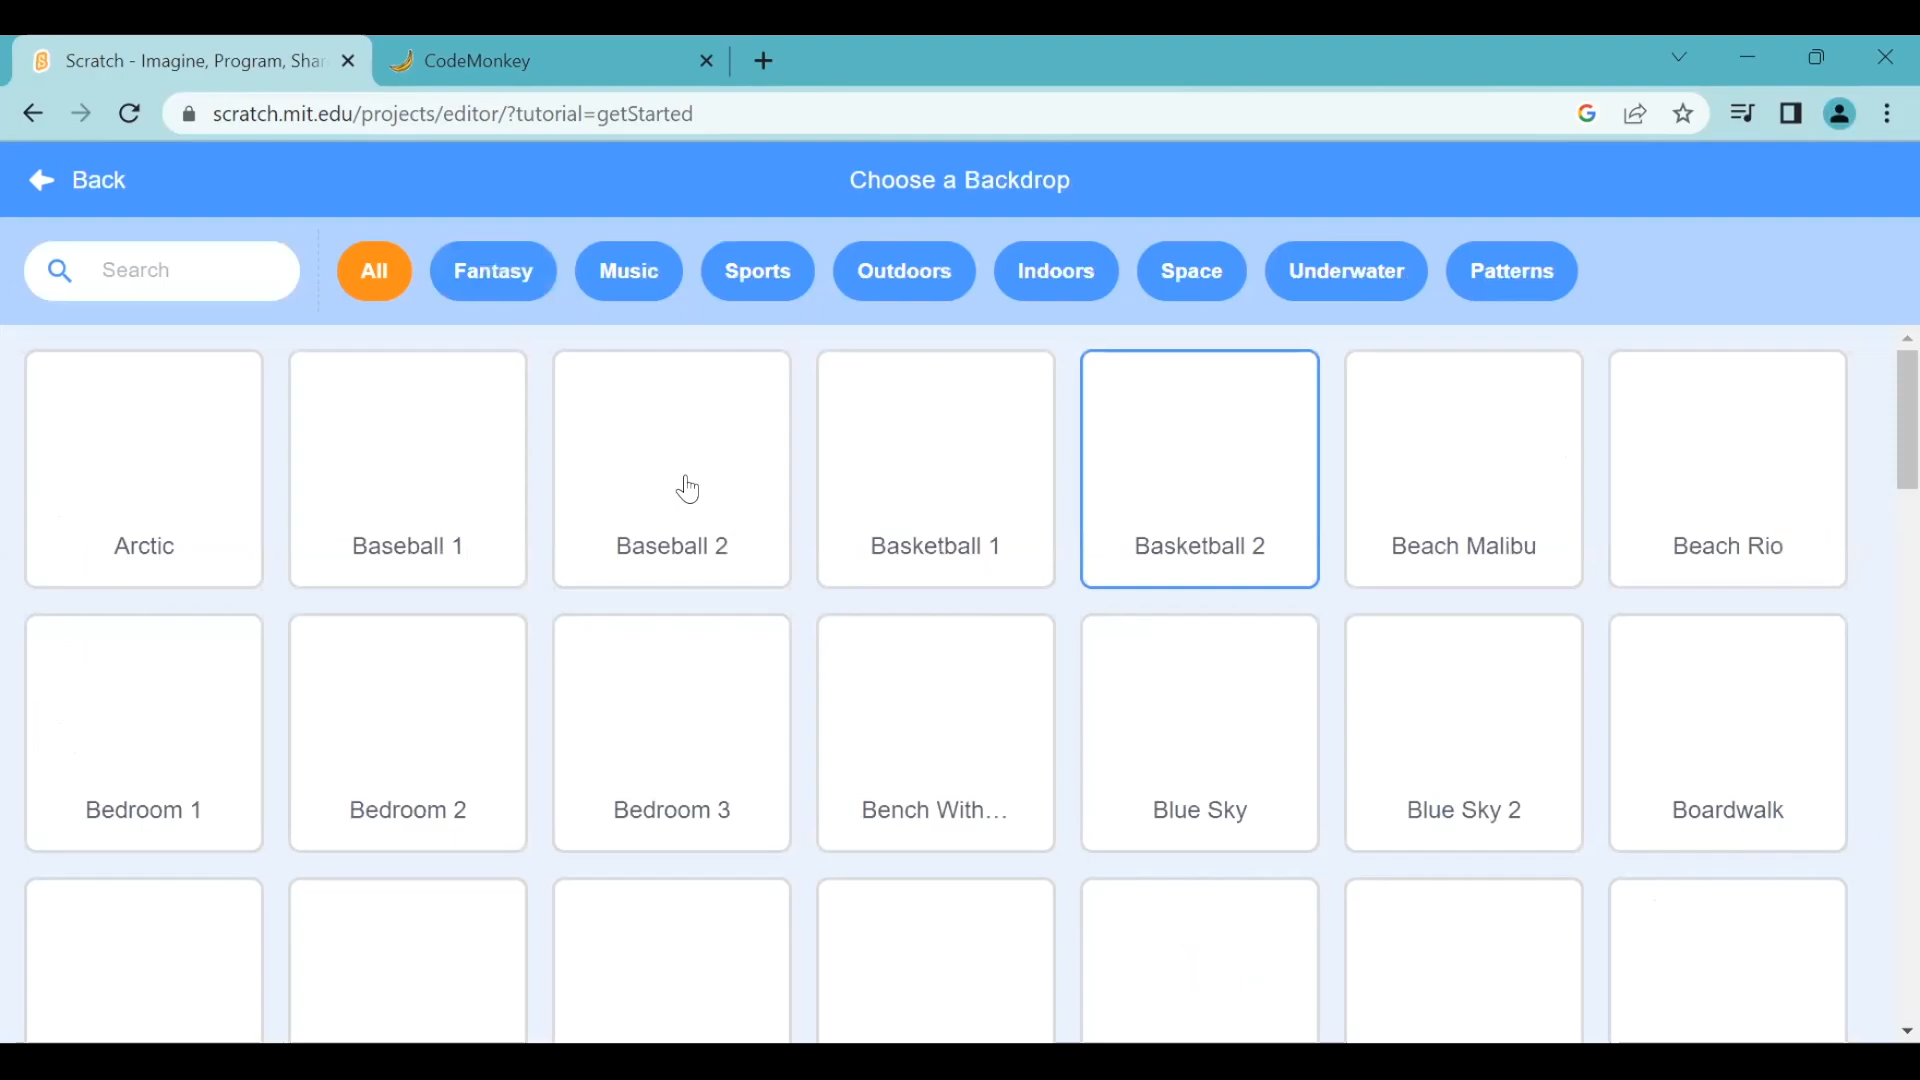 Scratch - Imagine, Program, Shar
CodeMonkey
scratch.mit.edu/projects/editor/?tutorial=getStarted
Back
Choose a Backdrop
Search
All
Fantasy
Music
Sports
Outdoors
Indoors
Space
Underwater
Patterns
Arctic
Baseball 1
Baseball 2
Basketball 1
Basketball 2
Beach Malibu
Beach Rio
Bedroom 1
Bedroom 2
Bedroom 3
Bench With...
Blue Sky
Blue Sky 2
Boardwalk